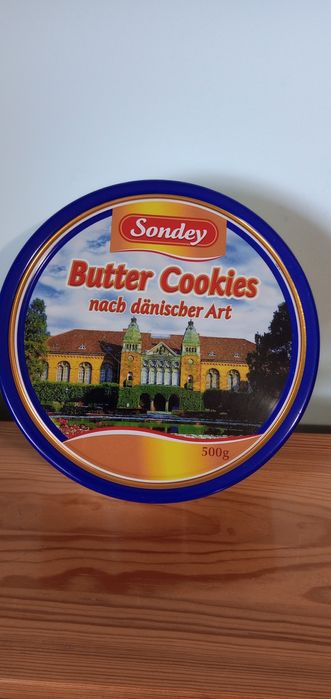 Sondey
Butter Cookies
nach dänischer Art
500g